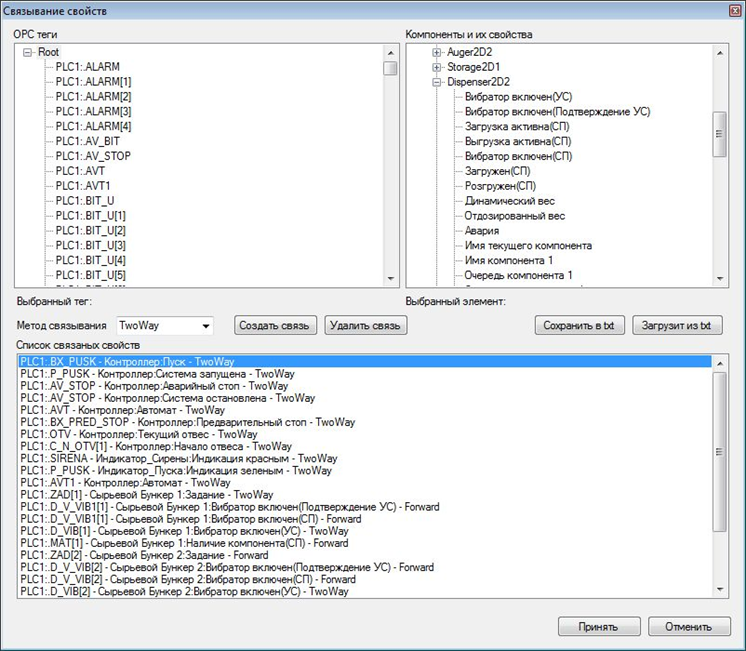 Связывание свойств
OPC теги
Root
PLC1:.ALARM
PLC1:.ALARM[1]
PLC1:.ALARM[2]
PLC1:.ALARM[3]
PLC1:.ALARM[4]
PLC1:.AV_BIT
PLC1:.AV_STOP
PLC1:.AVT
PLC1:.AVT1
PLC1:.BIT_U
PLC1:.BIT_U[1]
PLC1:.BIT_U[2]
PLC1:.BIT_U[3]
PLC1:.BIT_U[4]
PLC1:.BIT_U[5]
Компоненты и их свойства
Auger2D2
Storage2D1
Dispenser2D2
Вибратор включен(УС)
Вибратор включен(Подтверждение УС)
Загрузка активна(СП)
Выгрузка активна(СП)
Вибратор включен(СП)
Загружен(СП)
Розгружен(СП)
Динамический вес
Отдозированный вес
Авария
Имя текущего компонента
Имя компонента 1
Очередь компонента 1
Выбранный тег:
Выбранный элемент:
Метод связывания TwoWay Создать связь Удалить связь Сохранить в txt Загрузит из txt
Список связаных свойств
PLC1:.BX_PUSK - Контроллер:Пуск - TwoWay
PLC1:.P_PUSK - Контроллер:Система запущена - TwoWay
PLC1:.AV_STOP - Контроллер:Аварийный стоп - TwoWay
PLC1:.AV_STOP - Контроллер:Система остановлена - TwoWay
PLC1:.AVT - Контроллер:Автомат - TwoWay
PLC1:.BX_PRED_STOP - Контроллер:Предварительный стоп - TwoWay
PLC1:.OTV - Контроллер:Текущий отвес - TwoWay
PLC1:.C_N_OTV[1] - Контроллер:Начало отвеса - TwoWay
PLC1:.SIRENA - Индикатор_Сирены:Индикация красным - TwoWay
PLC1:.P_PUSK - Индикатор_Пуска:Индикация зеленым - TwoWay
PLC1:.AVT1 - Контроллер:Автомат - TwoWay
PLC1:.ZAD[1] - Сырьевой Бункер 1:Задание - TwoWay
PLC1:.D_V_VIB1[1] - Сырьевой Бункер 1:Вибратор включен(Подтверждение УС) - Forward
PLC1:.D_V_VIB1[1] - Сырьевой Бункер 1:Вибратор включен(СП) - Forward
PLC1:.D_VIB[1] - Сырьевой Бункер 1:Вибратор включен(УС) - TwoWay
PLC1:.MAT[1] - Сырьевой Бункер 1:Наличие компонента(СП) - Forward
PLC1:.ZAD[2] - Сырьевой Бункер 2:Задание - Forward
PLC1:.D_V_VIB[2] - Сырьевой Бункер 2:Вибратор включен(Подтверждение УС) - Forward
PLC1:.D_V_VIB[2] - Сырьевой Бункер 2:Вибратор включен(СП) - Forward
PLC1:.D_VIB[2] - Сырьевой Бункер 2:Вибратор включен(УС) - TwoWay
Принять Отменить